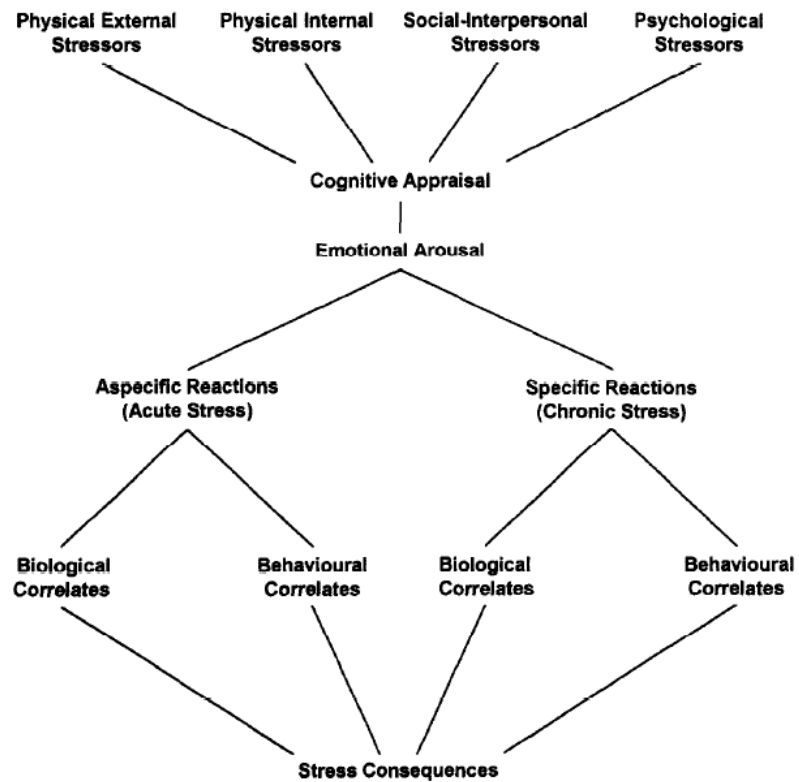 Physical External
Stressors
Physical Internal
Stressors
Social-Interpersonal
Stressors
Psychological
Stressors
Cognitive Appraisal
Emotional Arousal
Aspecific Reactions
(Acute Stress)
Specific Reactions
(Chronic Stress)
Biological
Correlates
Behavioural
Correlates
Biological
Correlates
Behavioural
Correlates
Stress Consequences